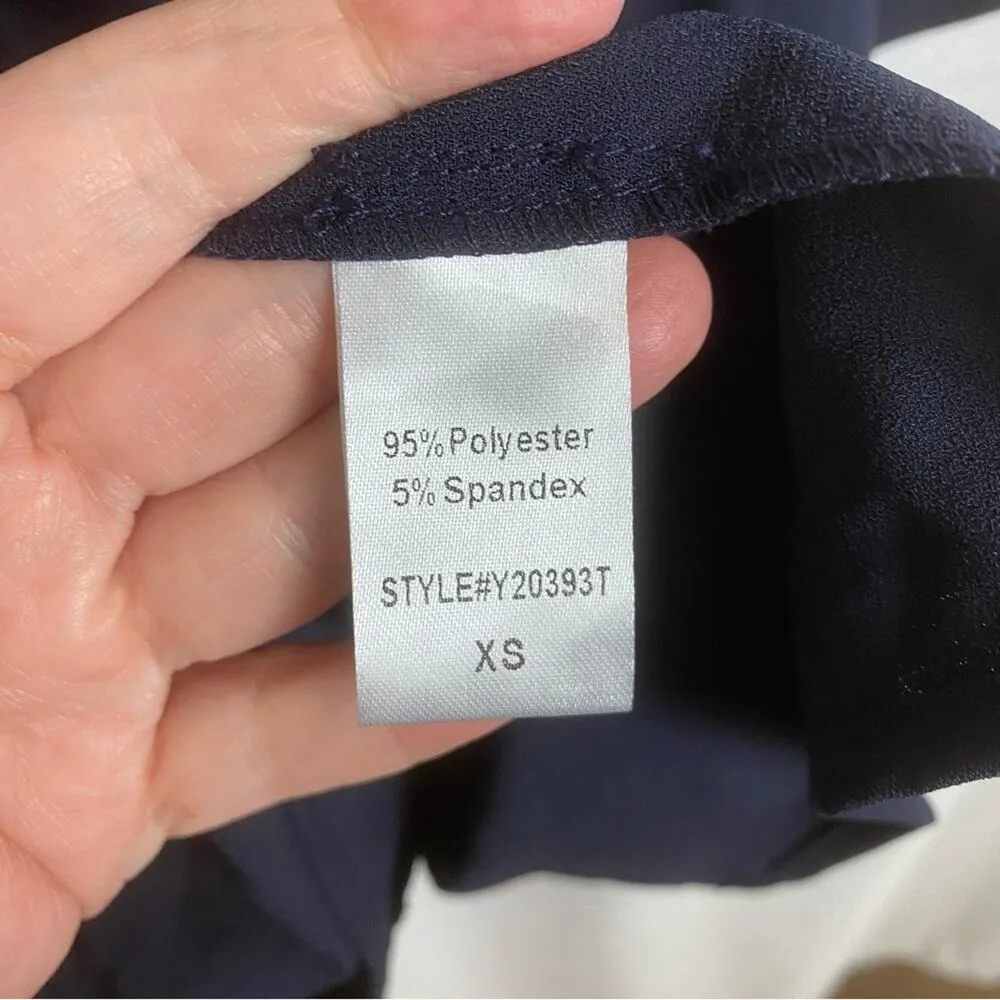 95% Polyester
5% Spandex
STYLE#Y20393T
XS